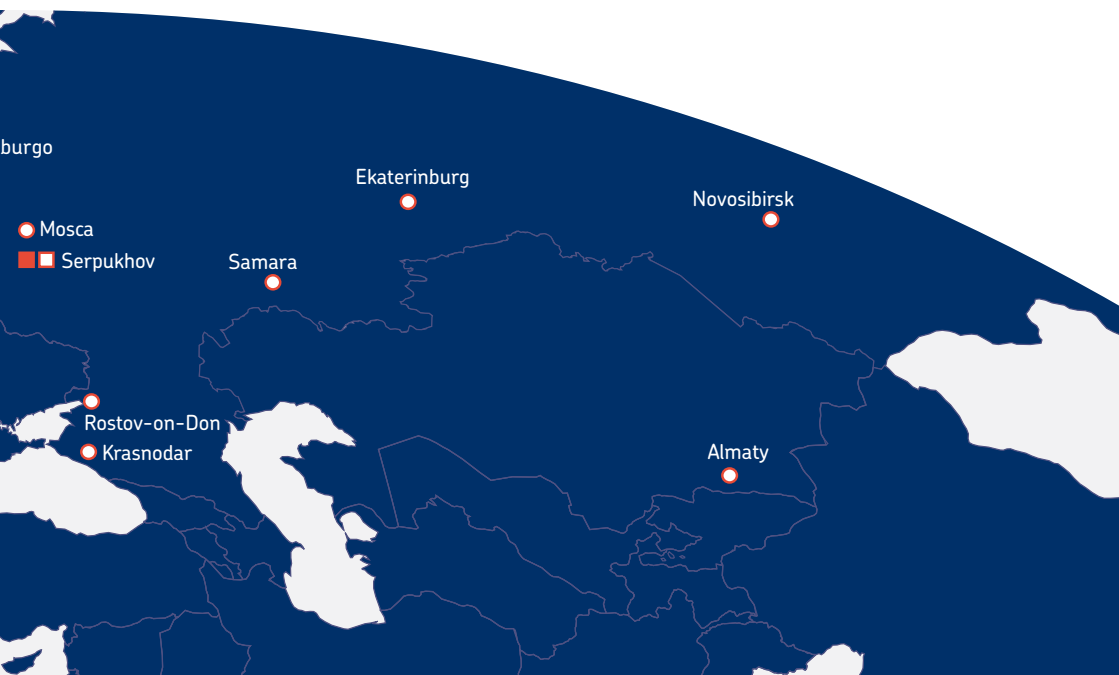 burgo
Ekaterinburg
Novosibirsk
Mosca
Serpukhov
Samara
Rostov-on-Don
Krasnodar
Almaty